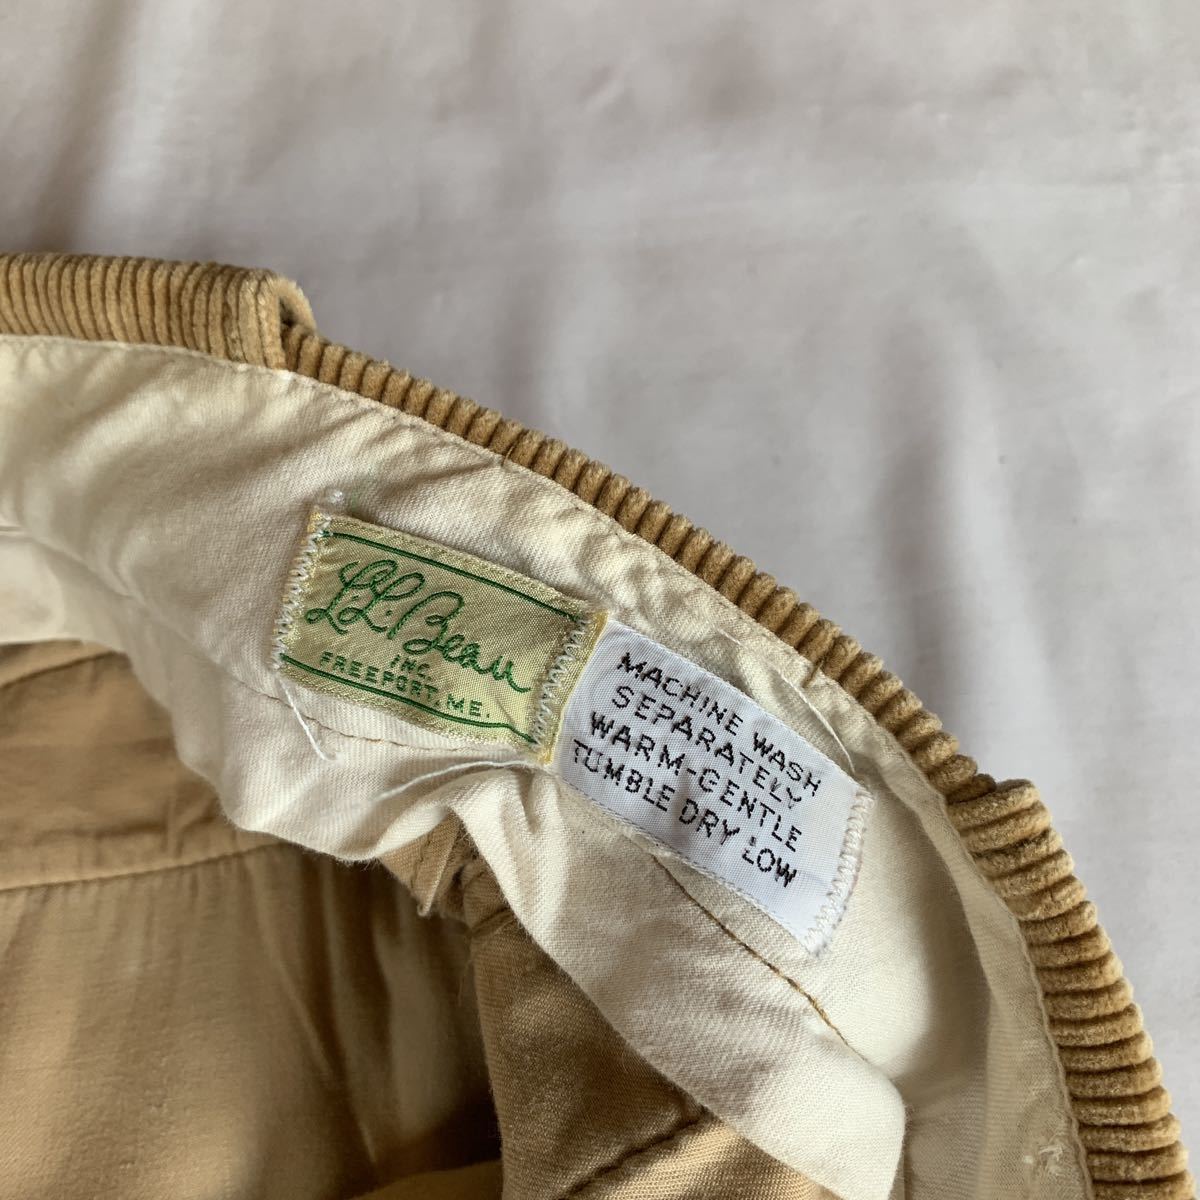 L.L.Bean
INC.
FREEPORT, ME.
MACHINE WASH
SEPARATELY
WARM-GENTLE
TUMBLE DRY LOW